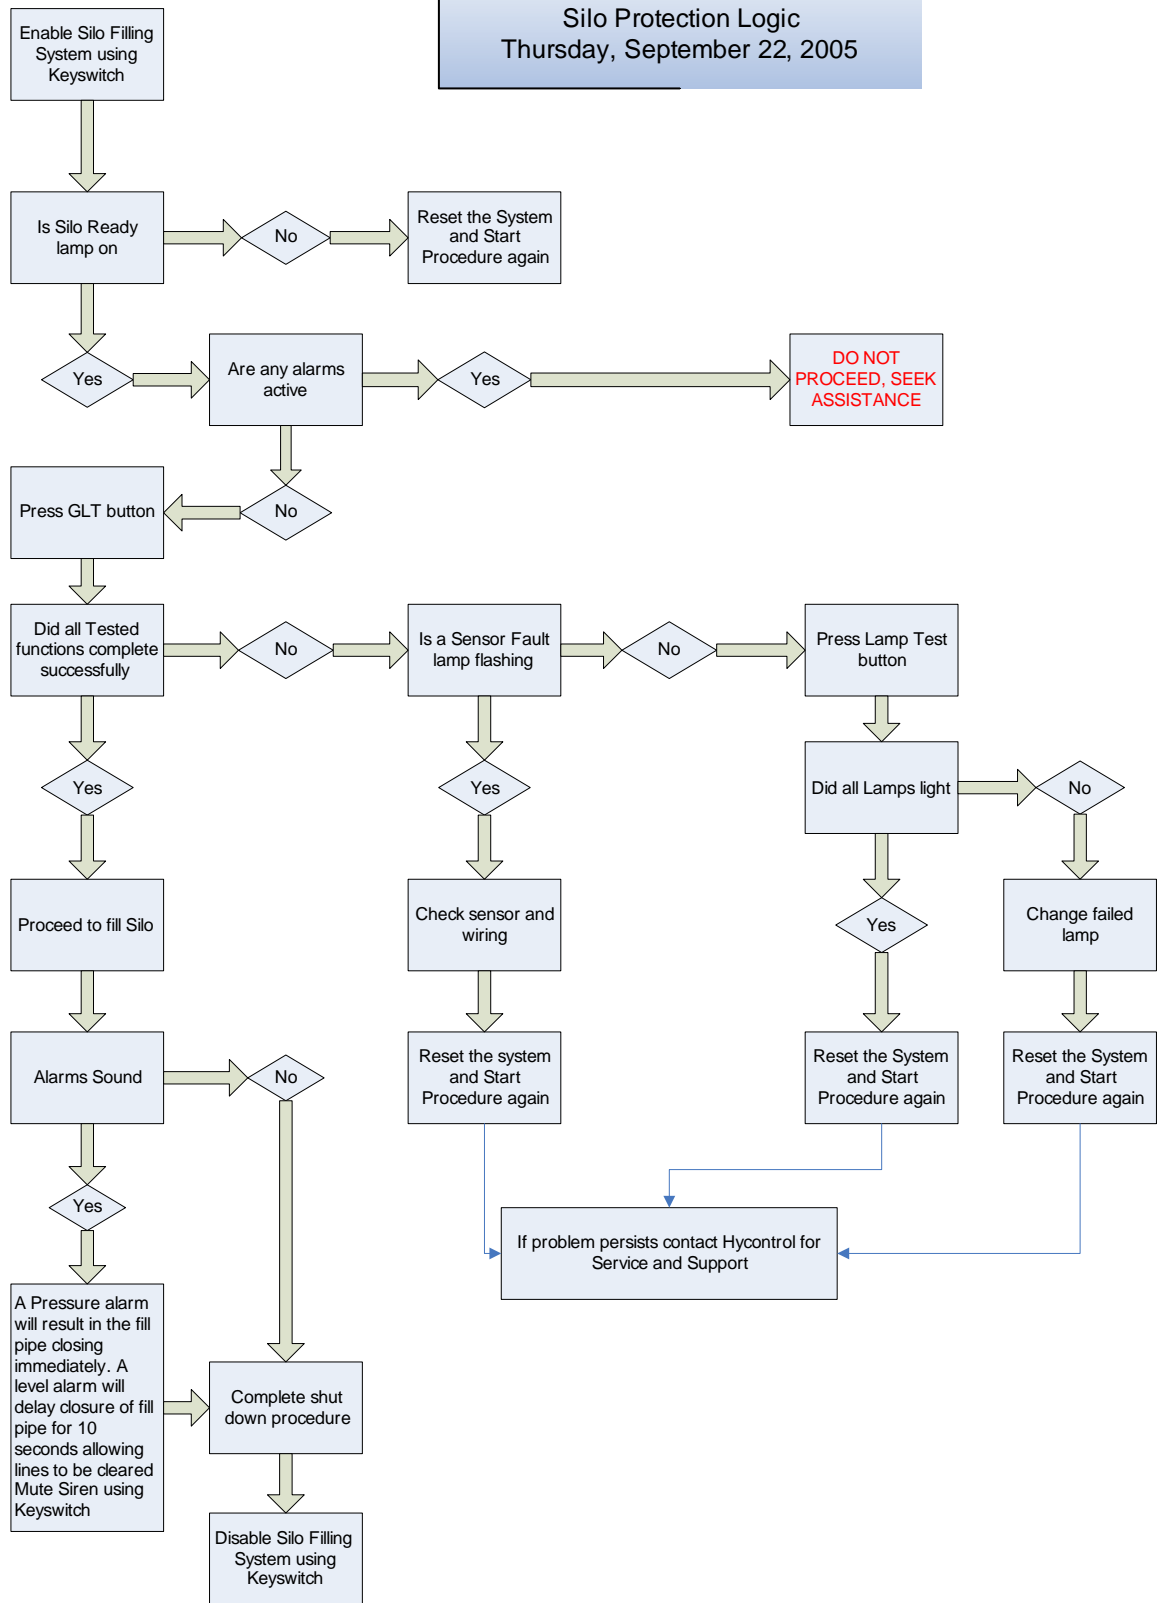 Silo Protection Logic
Thursday, September 22, 2005
Enable Silo Filling
System using
Keyswitch
Is Silo Ready
lamp on
No
Reset the System
and Start
Procedure again
Yes
Are any alarms
active
Yes
DO NOT
PROCEED, SEEK
ASSISTANCE
No
Press GLT button
Did all Tested
functions complete
successfully
No
Is a Sensor Fault
lamp flashing
No
Press Lamp Test
button
Yes
Yes
Did all Lamps light
No
Proceed to fill Silo
Check sensor and
wiring
Yes
Change failed
lamp
Alarms Sound
No
Reset the system
and Start
Procedure again
Reset the System
and Start
Procedure again
Reset the System
and Start
Procedure again
Yes
If problem persists contact Hycontrol for
Service and Support
A Pressure alarm
will result in the fill
pipe closing
immediately. A
level alarm will
delay closure of fill
pipe for 10
seconds allowing
lines to be cleared
Mute Siren using
Keyswitch
Complete shut
down procedure
Disable Silo Filling
System using
Keyswitch